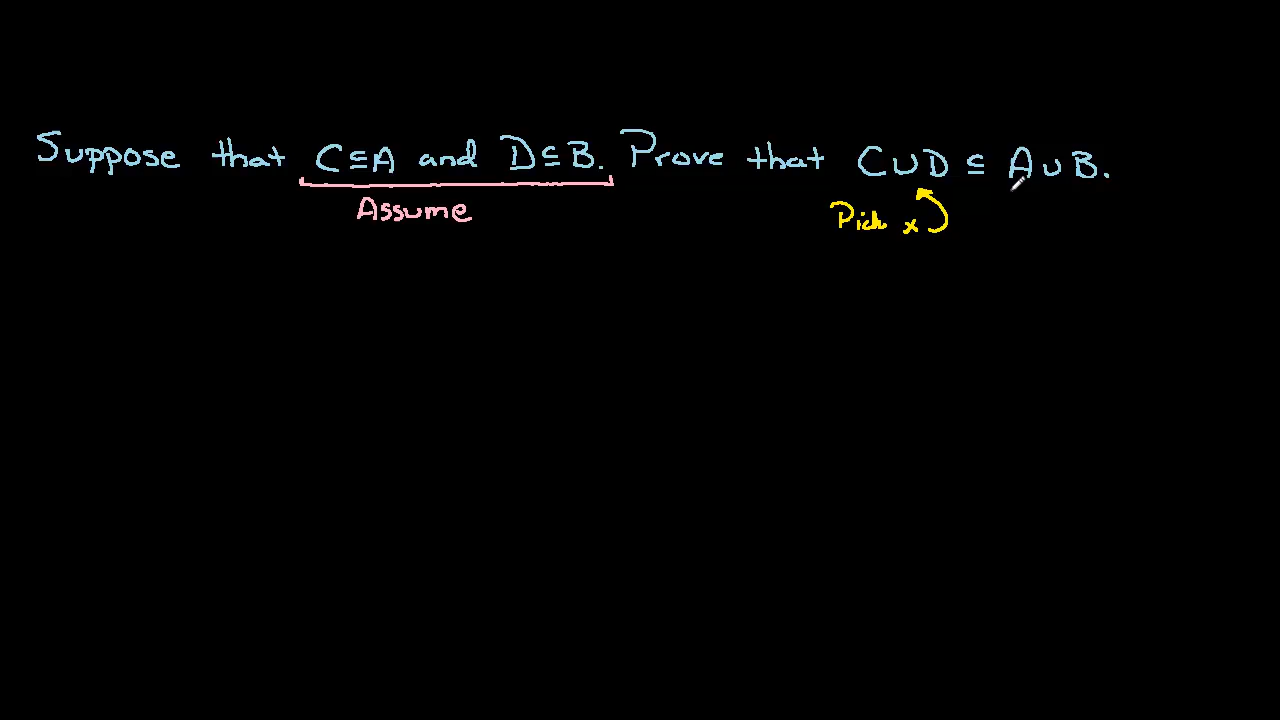 Suppose that C ⊆ A and D ⊆ B. Prove that C ∪ D ⊆ A ∪ B.
Assume Pick x